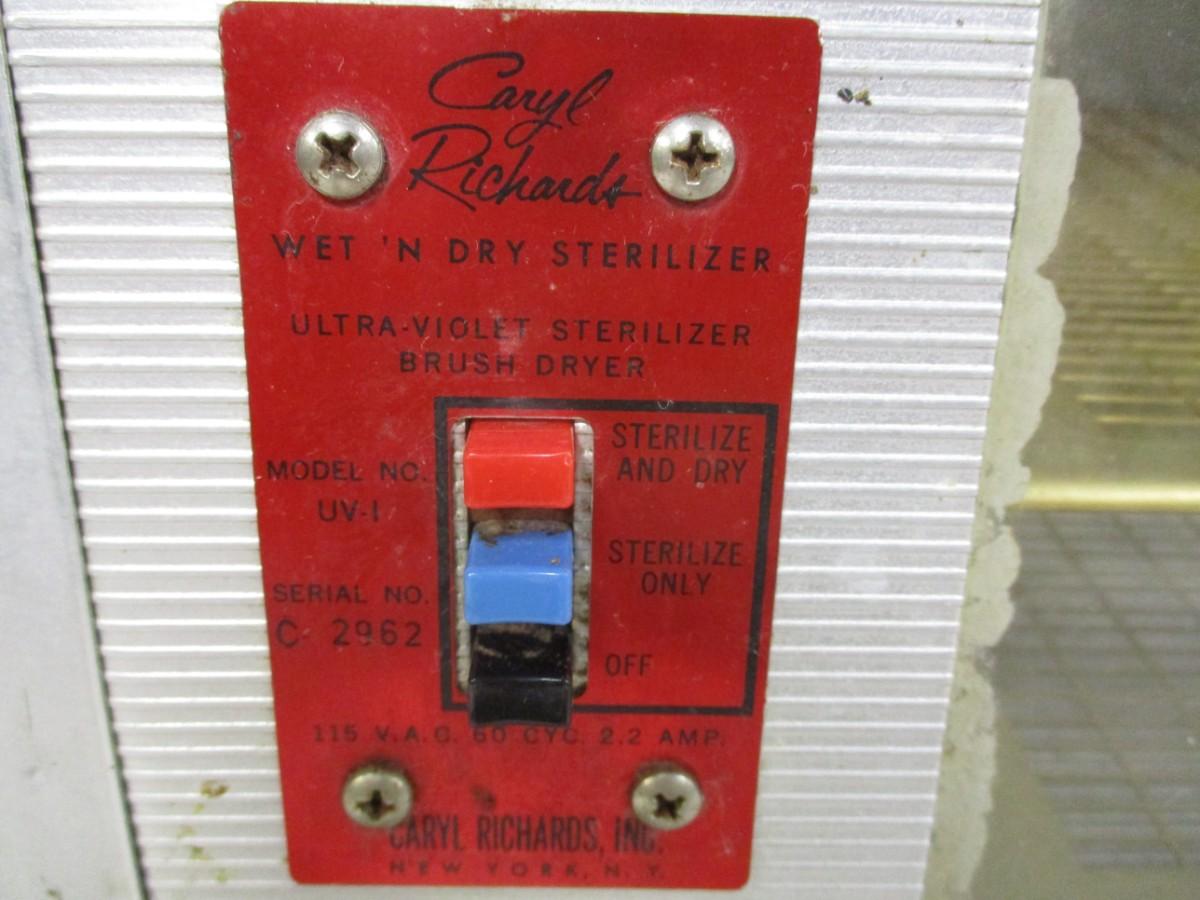 Caryl
Richards
WET 'N DRY STERILIZER
ULTRA-VIOLET STERILIZER
BRUSH DRYER
STERILIZE
AND DRY
MODEL NO.
UV-1
STERILIZE
ONLY
SERIAL NO.
C 2962
OFF
115 V.A.C. 60 CYC. 2.2 AMP.
CARYL RICHARDS, INC.
NEW YORK, N.Y.